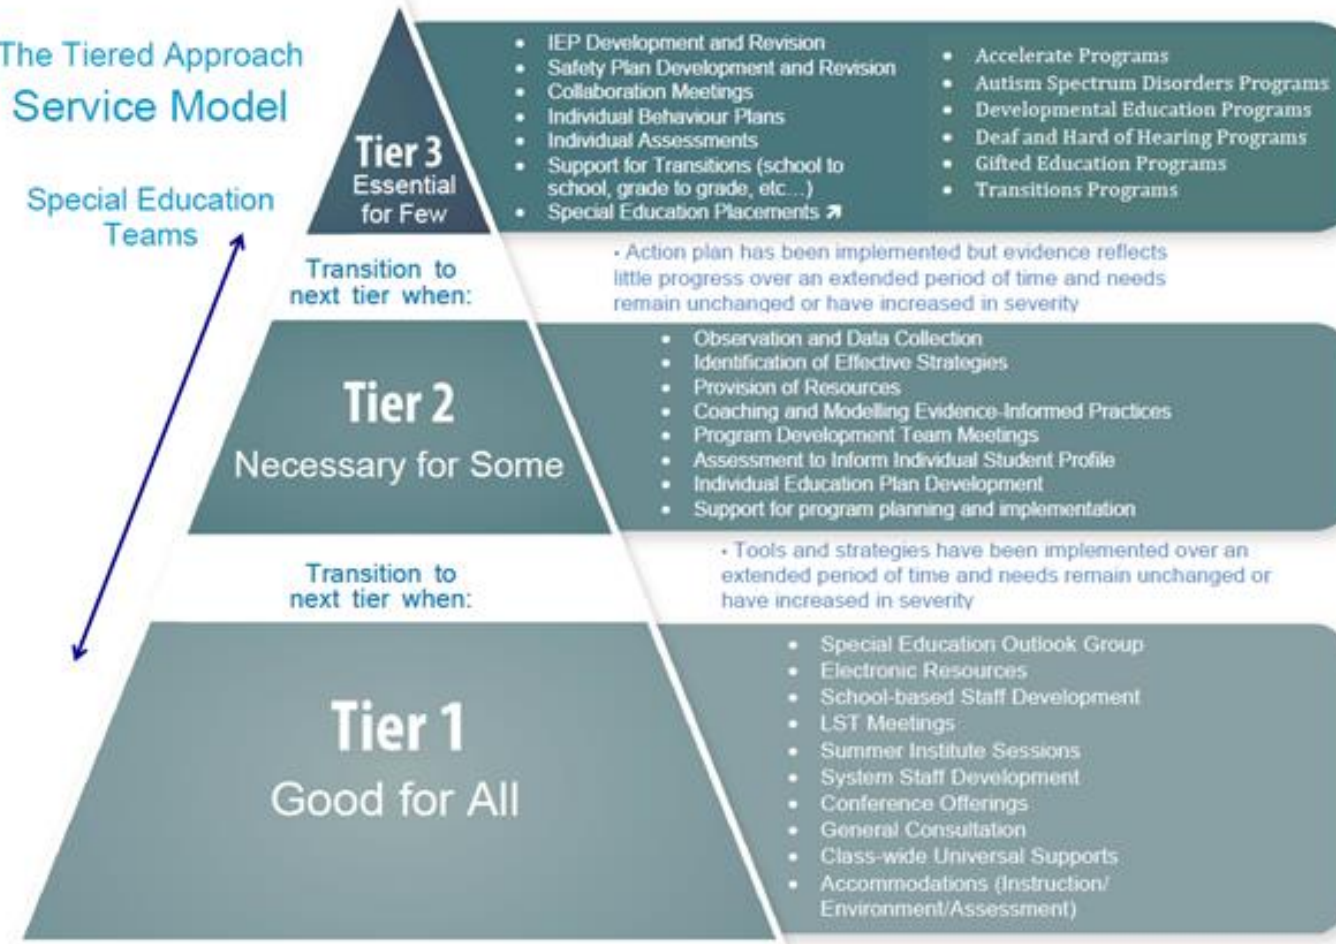 The Tiered Approach
Service Model
Special Education
Teams
Tier 3
Essential
for Few
• IEP Development and Revision
• Safety Plan Development and Revision
• Collaboration Meetings
• Individual Behaviour Plans
• Individual Assessments
• Support for Transitions (school to
school, grade to grade, etc…)
• Special Education Placements ↗
• Accelerate Programs
• Autism Spectrum Disorders Programs
• Developmental Education Programs
• Deaf and Hard of Hearing Programs
• Gifted Education Programs
• Transitions Programs
Transition to
next tier when:
- Action plan has been implemented but evidence reflects
little progress over an extended period of time and needs
remain unchanged or have increased in severity
Tier 2
Necessary for Some
• Observation and Data Collection
• Identification of Effective Strategies
• Provision of Resources
• Coaching and Modelling Evidence-Informed Practices
• Program Development Team Meetings
• Assessment to Inform Individual Student Profile
• Individual Education Plan Development
• Support for program planning and implementation
Transition to
next tier when:
- Tools and strategies have been implemented over an
extended period of time and needs remain unchanged or
have increased in severity
Tier 1
Good for All
• Special Education Outlook Group
• Electronic Resources
• School-based Staff Development
• LST Meetings
• Summer Institute Sessions
• System Staff Development
• Conference Offerings
• General Consultation
• Class-wide Universal Supports
• Accommodations (Instruction/
Environment/Assessment)